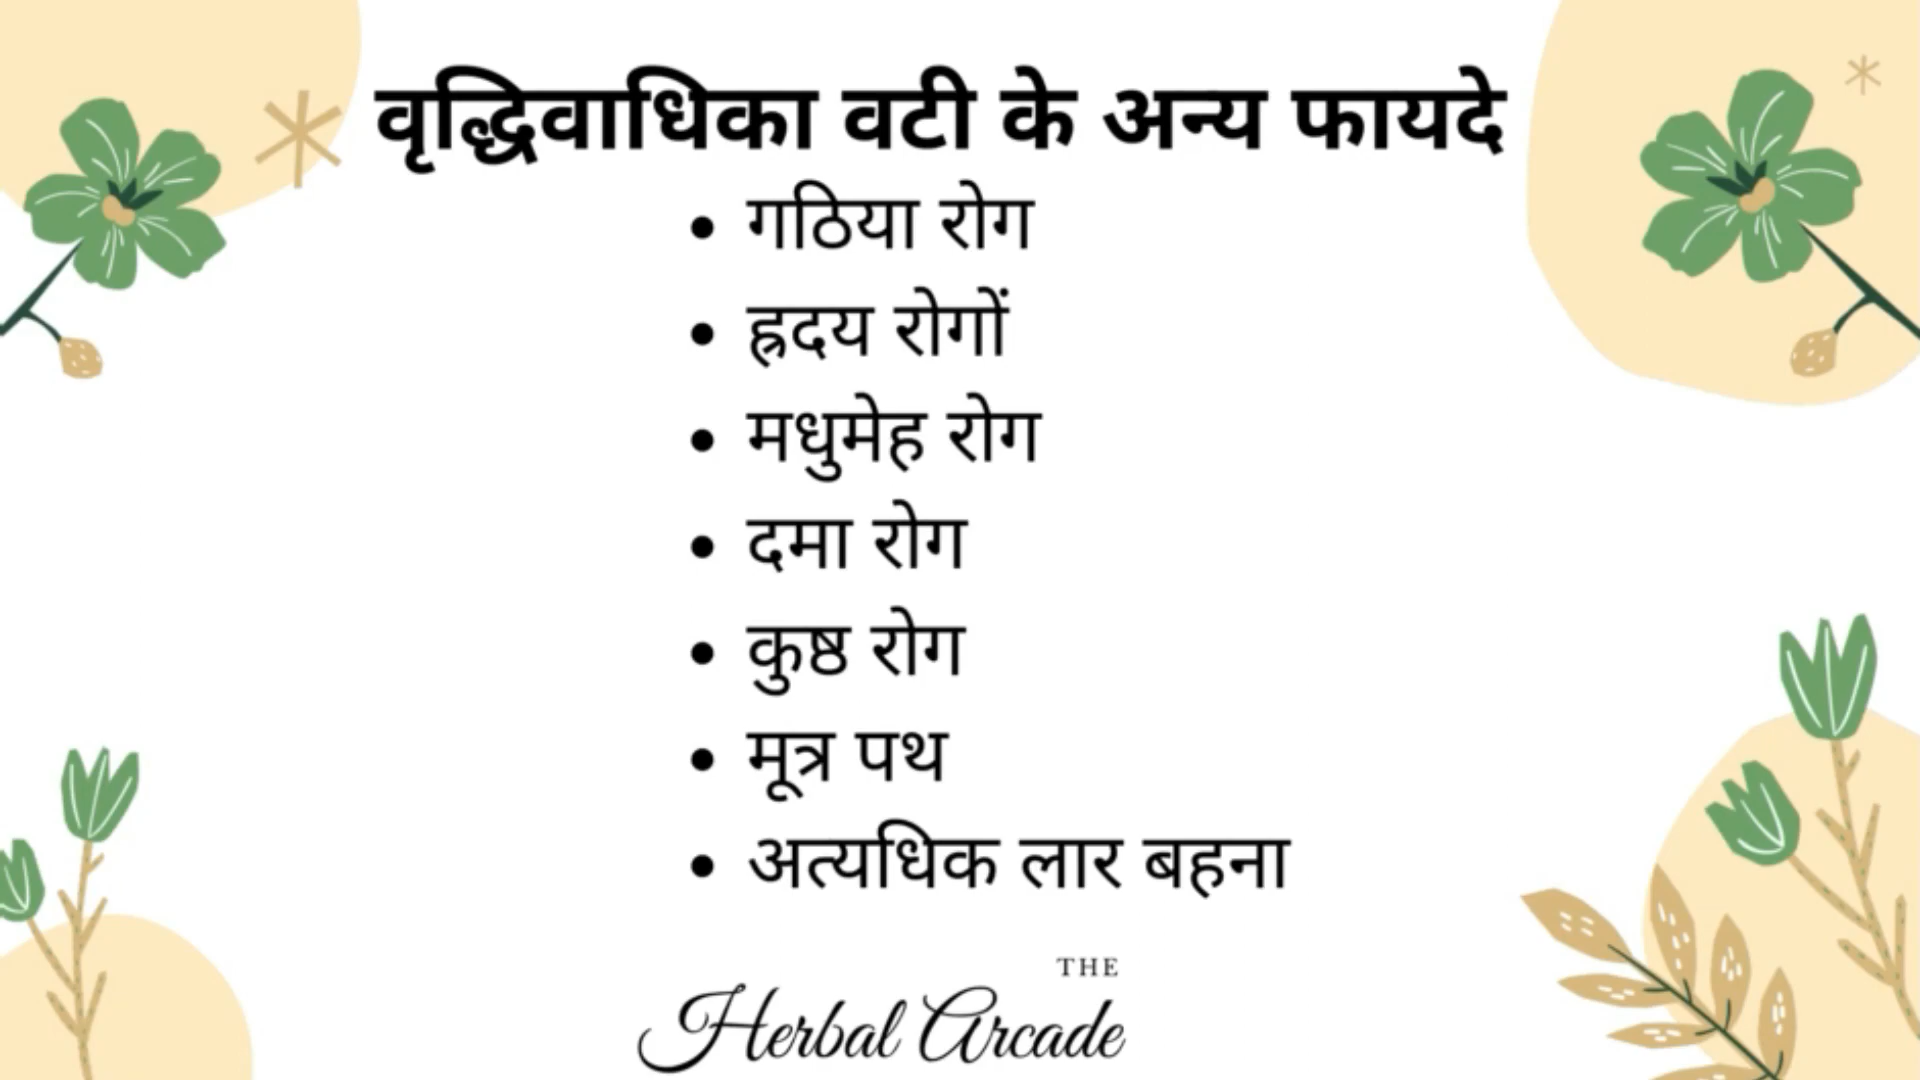 वृद्धिवाधिका वटी के अन्य फायदे
• गठिया रोग
• ह्रदय रोगों
• मधुमेह रोग
• दमा रोग
• कुष्ठ रोग
• मूत्र पथ
• अत्यधिक लार बहना
THE
Herbal Arcade